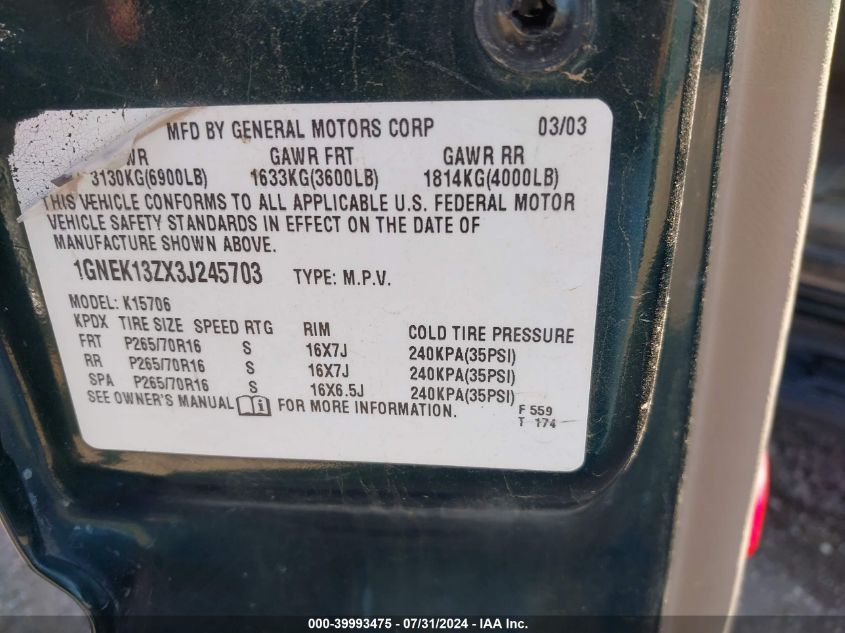 MFD BY GENERAL MOTORS CORP 03/03
GAWR FRT GAWR RR
3130KG(6900LB) 1633KG(3600LB) 1814KG(4000LB)
THIS VEHICLE CONFORMS TO ALL APPLICABLE U.S. FEDERAL MOTOR
VEHICLE SAFETY STANDARDS IN EFFECT ON THE DATE OF
MANUFACTURE SHOWN ABOVE.
1GNEK13ZX3J245703 TYPE: M.P.V.
MODEL: K15706
KPDX TIRE SIZE SPEED RTG RIM COLD TIRE PRESSURE
FRT P265/70R16 S 16X7J 240KPA(35PSI)
RR P265/70R16 S 16X7J 240KPA(35PSI)
SPA P265/70R16 S 16X6.5J 240KPA(35PSI)
SEE OWNER'S MANUAL FOR MORE INFORMATION.
F 559
T 174
000-39993475 - 07/31/2024 - IAA Inc.